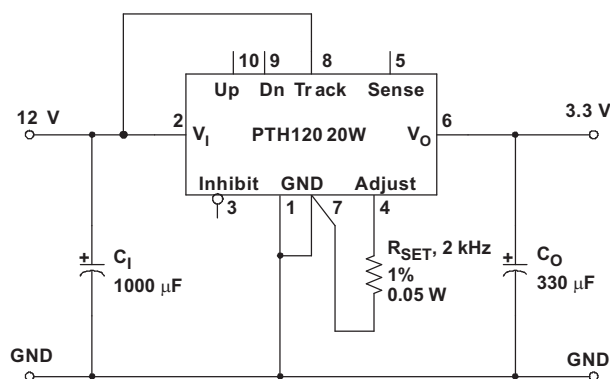 10 9 8 5
Up Dn Track Sense
12 V
2
VI
PTH120 20W
VO
6
3.3 V
Inhibit GND Adjust
3 1 7 4
CI
1000 μF
RSET, 2 kHz
1%
0.05 W
CO
330 μF
GND
GND